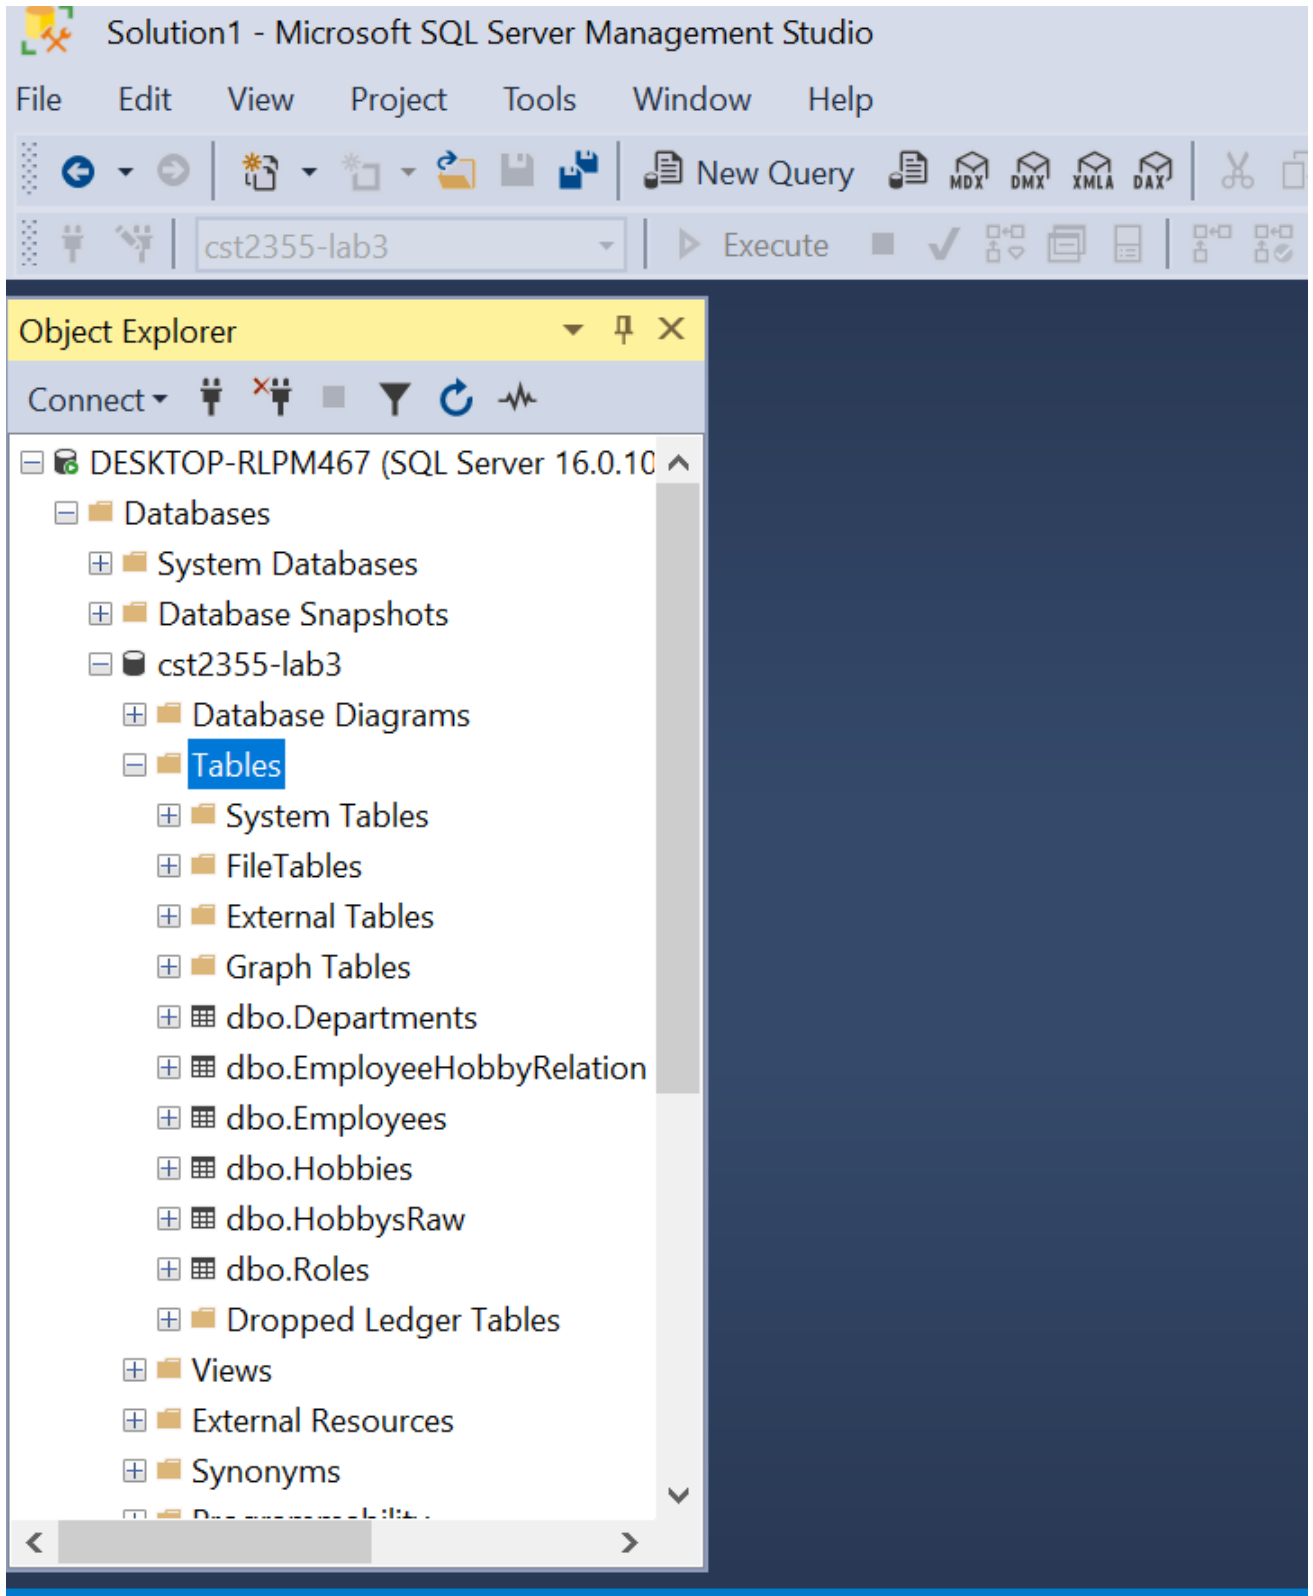 Solution1 - Microsoft SQL Server Management Studio
File Edit View Project Tools Window Help
New Query MDX DMX XMLA DAX
cst2355-lab3 Execute
Object Explorer
Connect
DESKTOP-RLPM467 (SQL Server 16.0.10
Databases
System Databases
Database Snapshots
cst2355-lab3
Database Diagrams
Tables
System Tables
FileTables
External Tables
Graph Tables
dbo.Departments
dbo.EmployeeHobbyRelation
dbo.Employees
dbo.Hobbies
dbo.HobbysRaw
dbo.Roles
Dropped Ledger Tables
Views
External Resources
Synonyms
Programmability